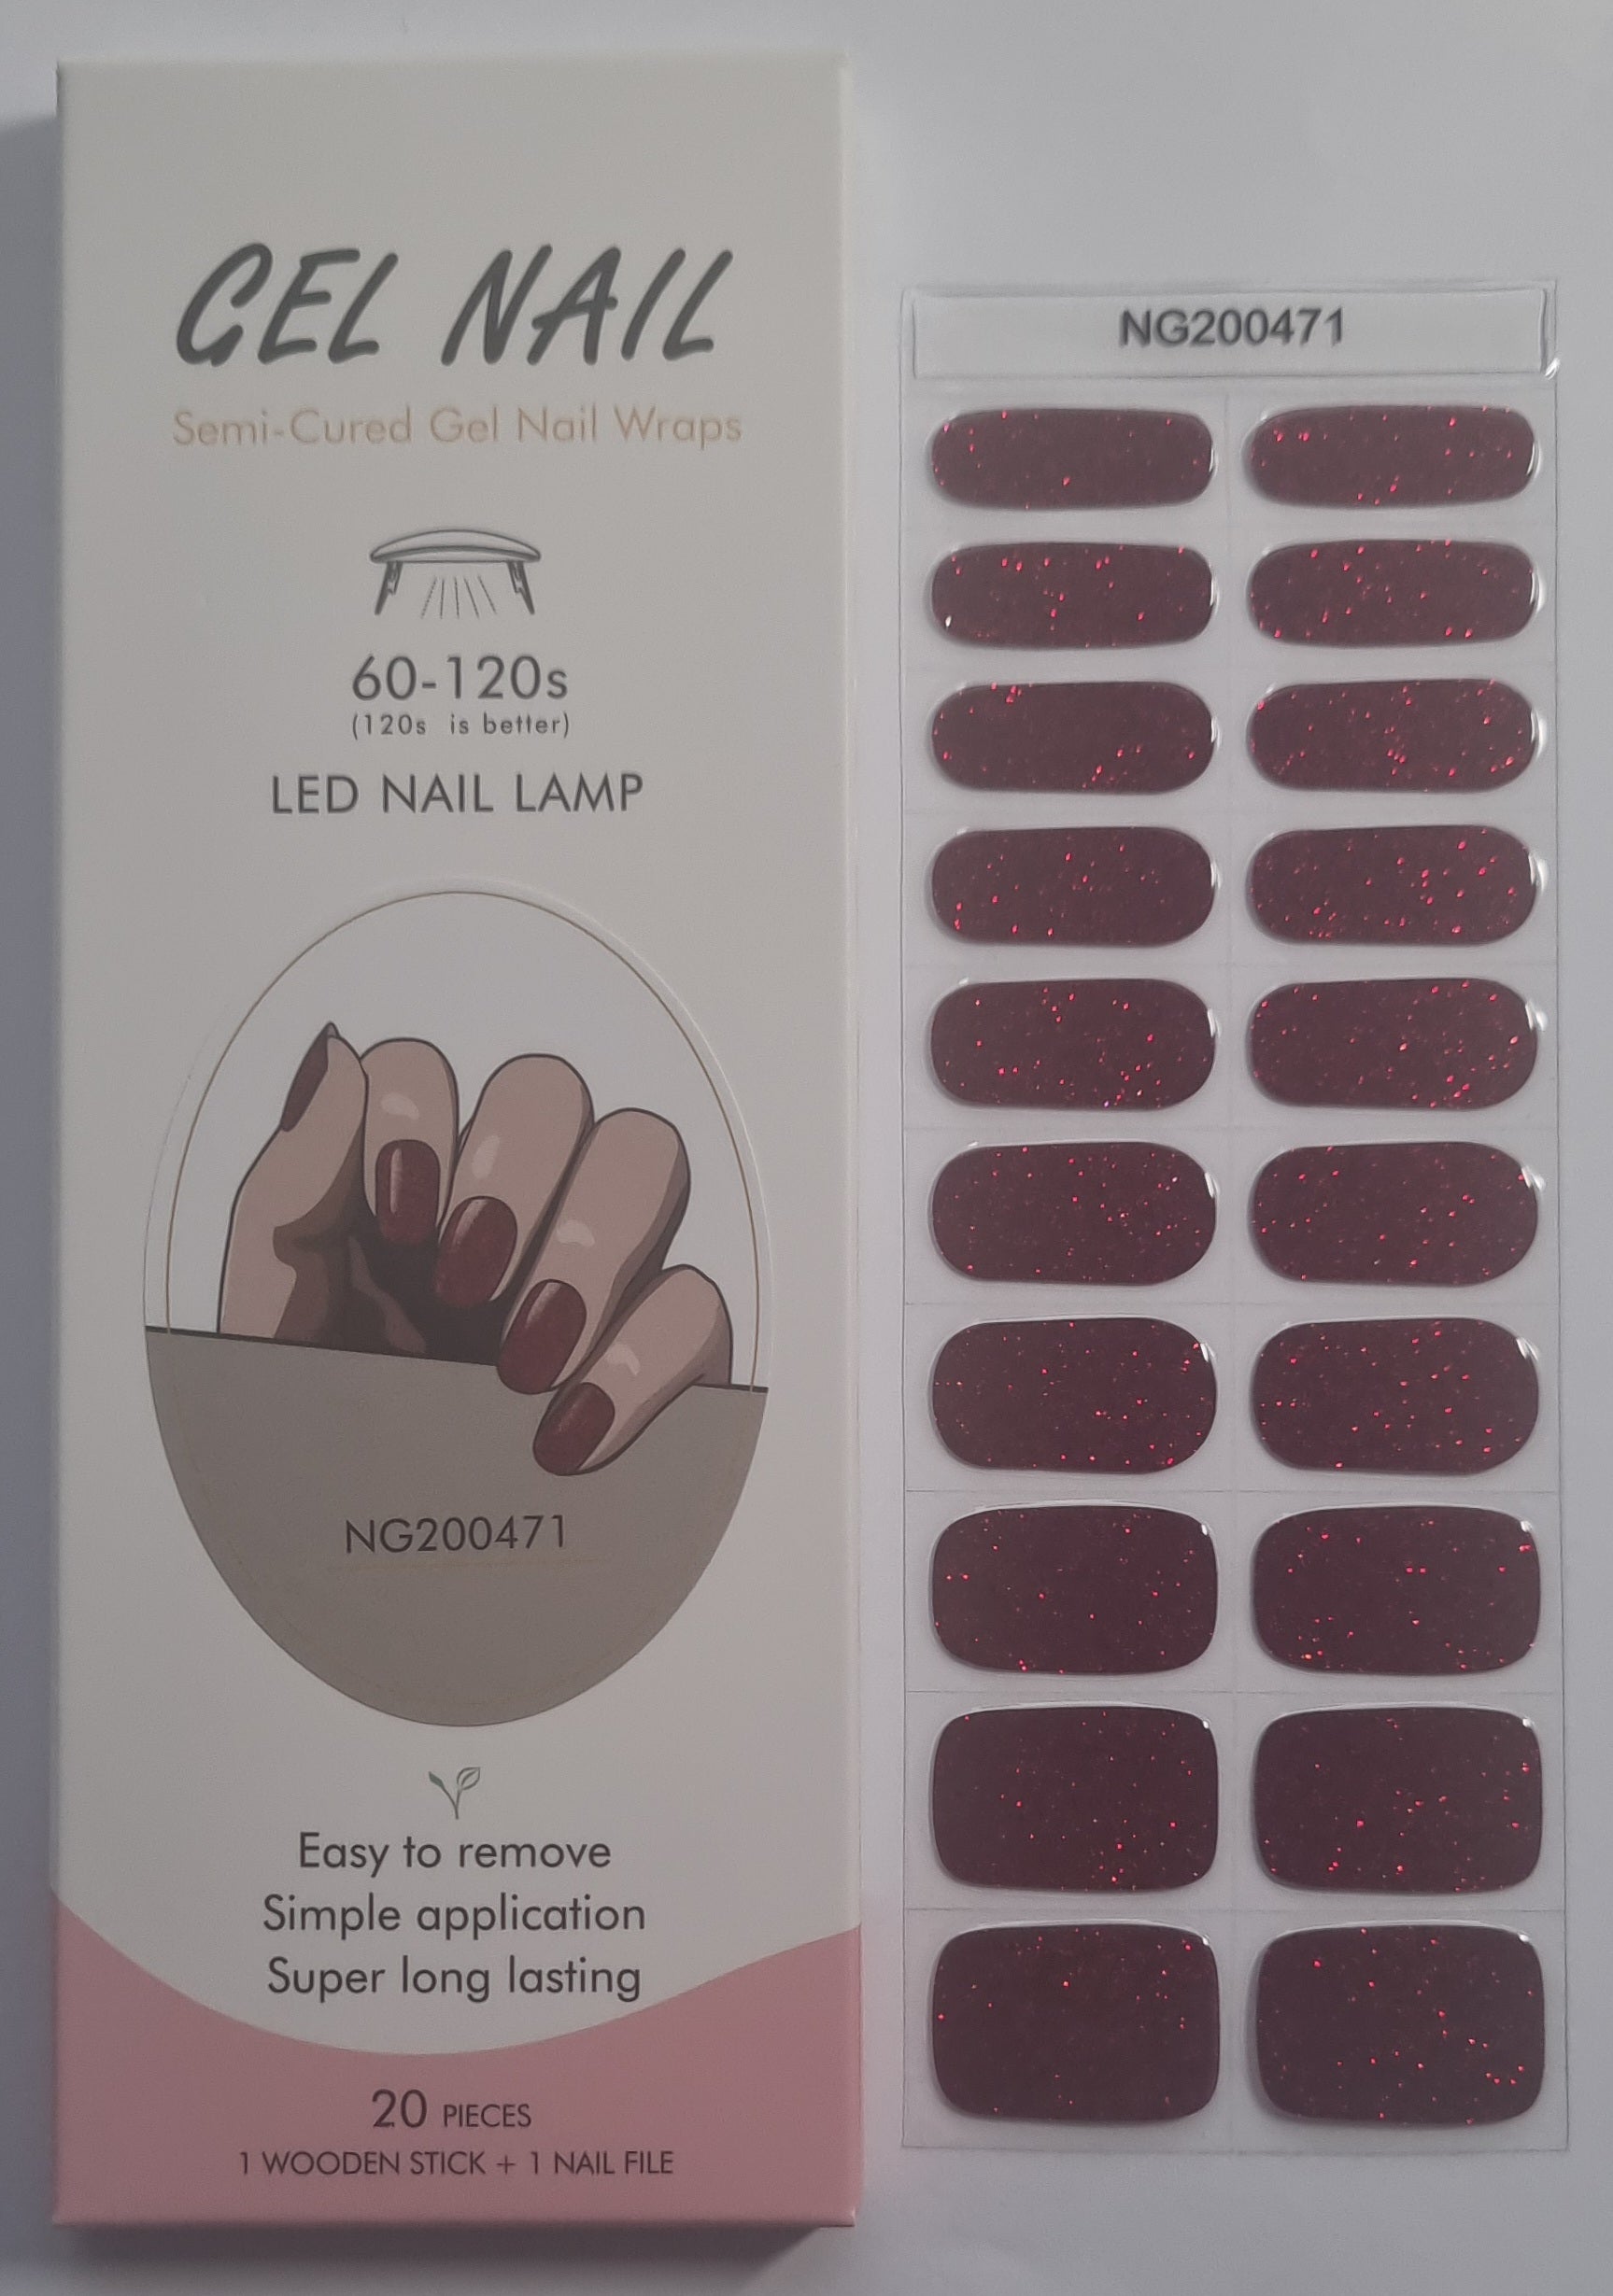 GEL NAIL
Semi-Cured Gel Nail Wraps
60-120s
(120s is better)
LED NAIL LAMP
NG200471
Easy to remove
Simple application
Super long lasting
20 PIECES
1 WOODEN STICK + 1 NAIL FILE
NG200471